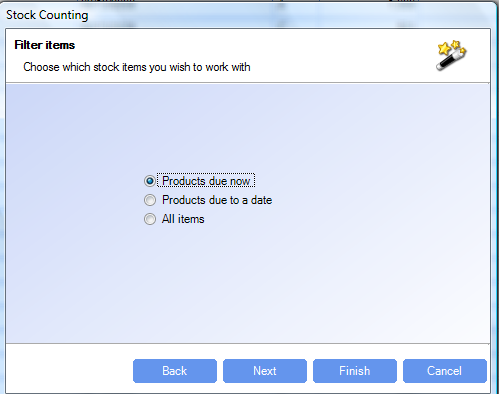 Stock Counting
Filter items
Choose which stock items you wish to work with
Products due now
Products due to a date
All items
Back Next Finish Cancel